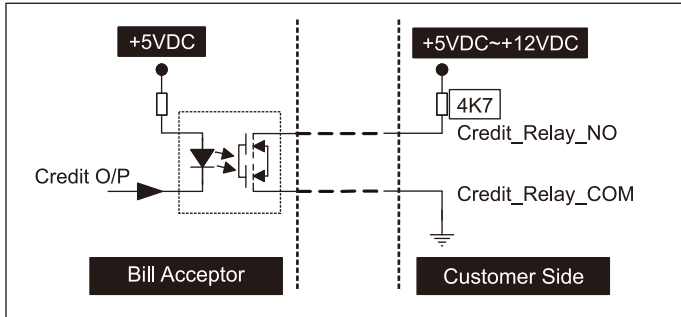 +5VDC
+5VDC~+12VDC
4K7
Credit_Relay_NO
Credit O/P
Credit_Relay_COM
Bill Acceptor
Customer Side